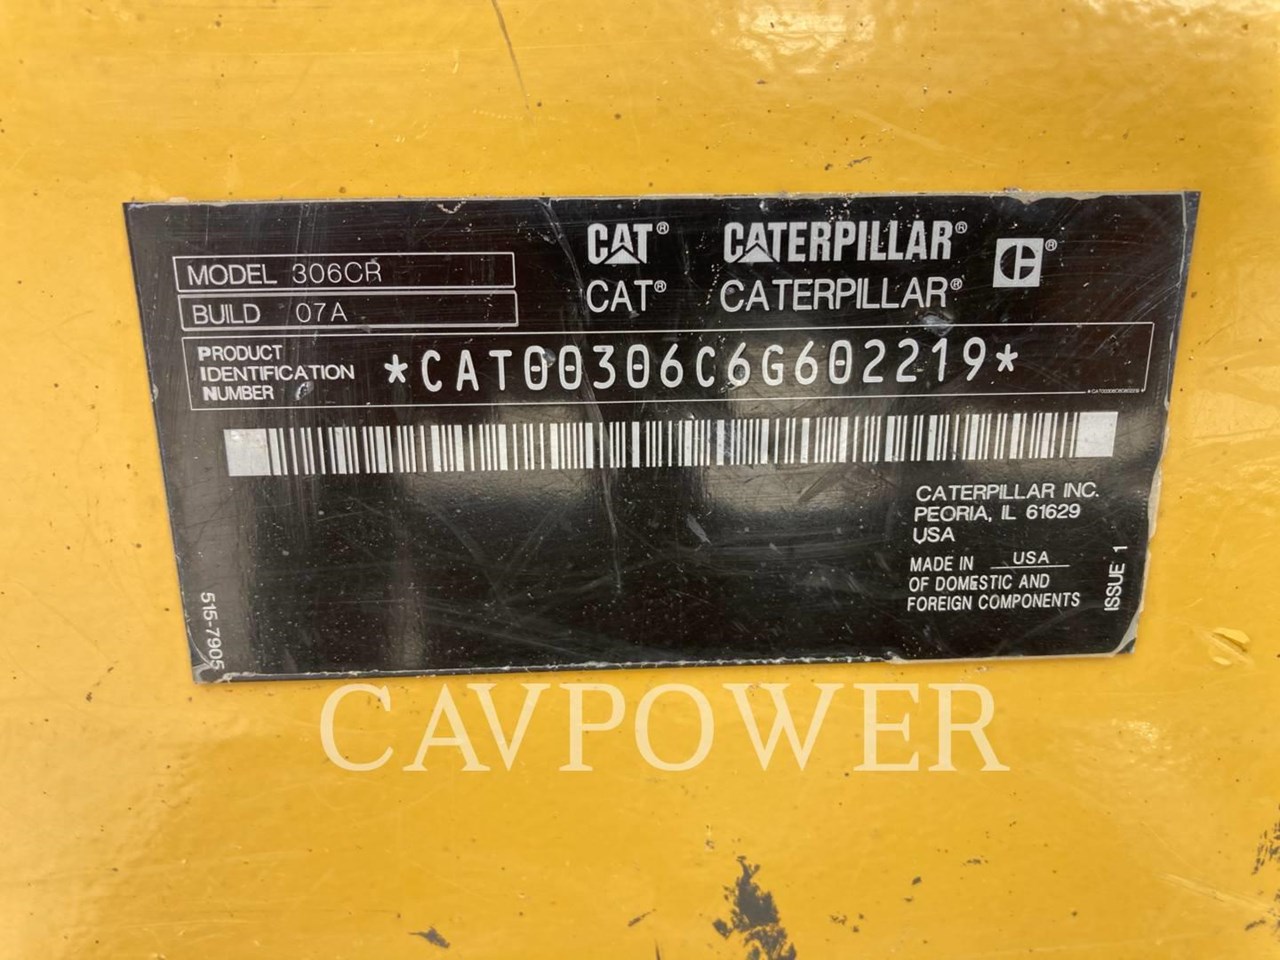 CAT® CATERPILLAR®
CAT® CATERPILLAR® C®
MODEL 306CR
BUILD 07A
PRODUCT
IDENTIFICATION
NUMBER
*CAT00306C6G602219*
CATERPILLAR INC.
PEORIA, IL 61629
USA
MADE IN USA
OF DOMESTIC AND
FOREIGN COMPONENTS
ISSUE 1
515-7905
CAVPOWER